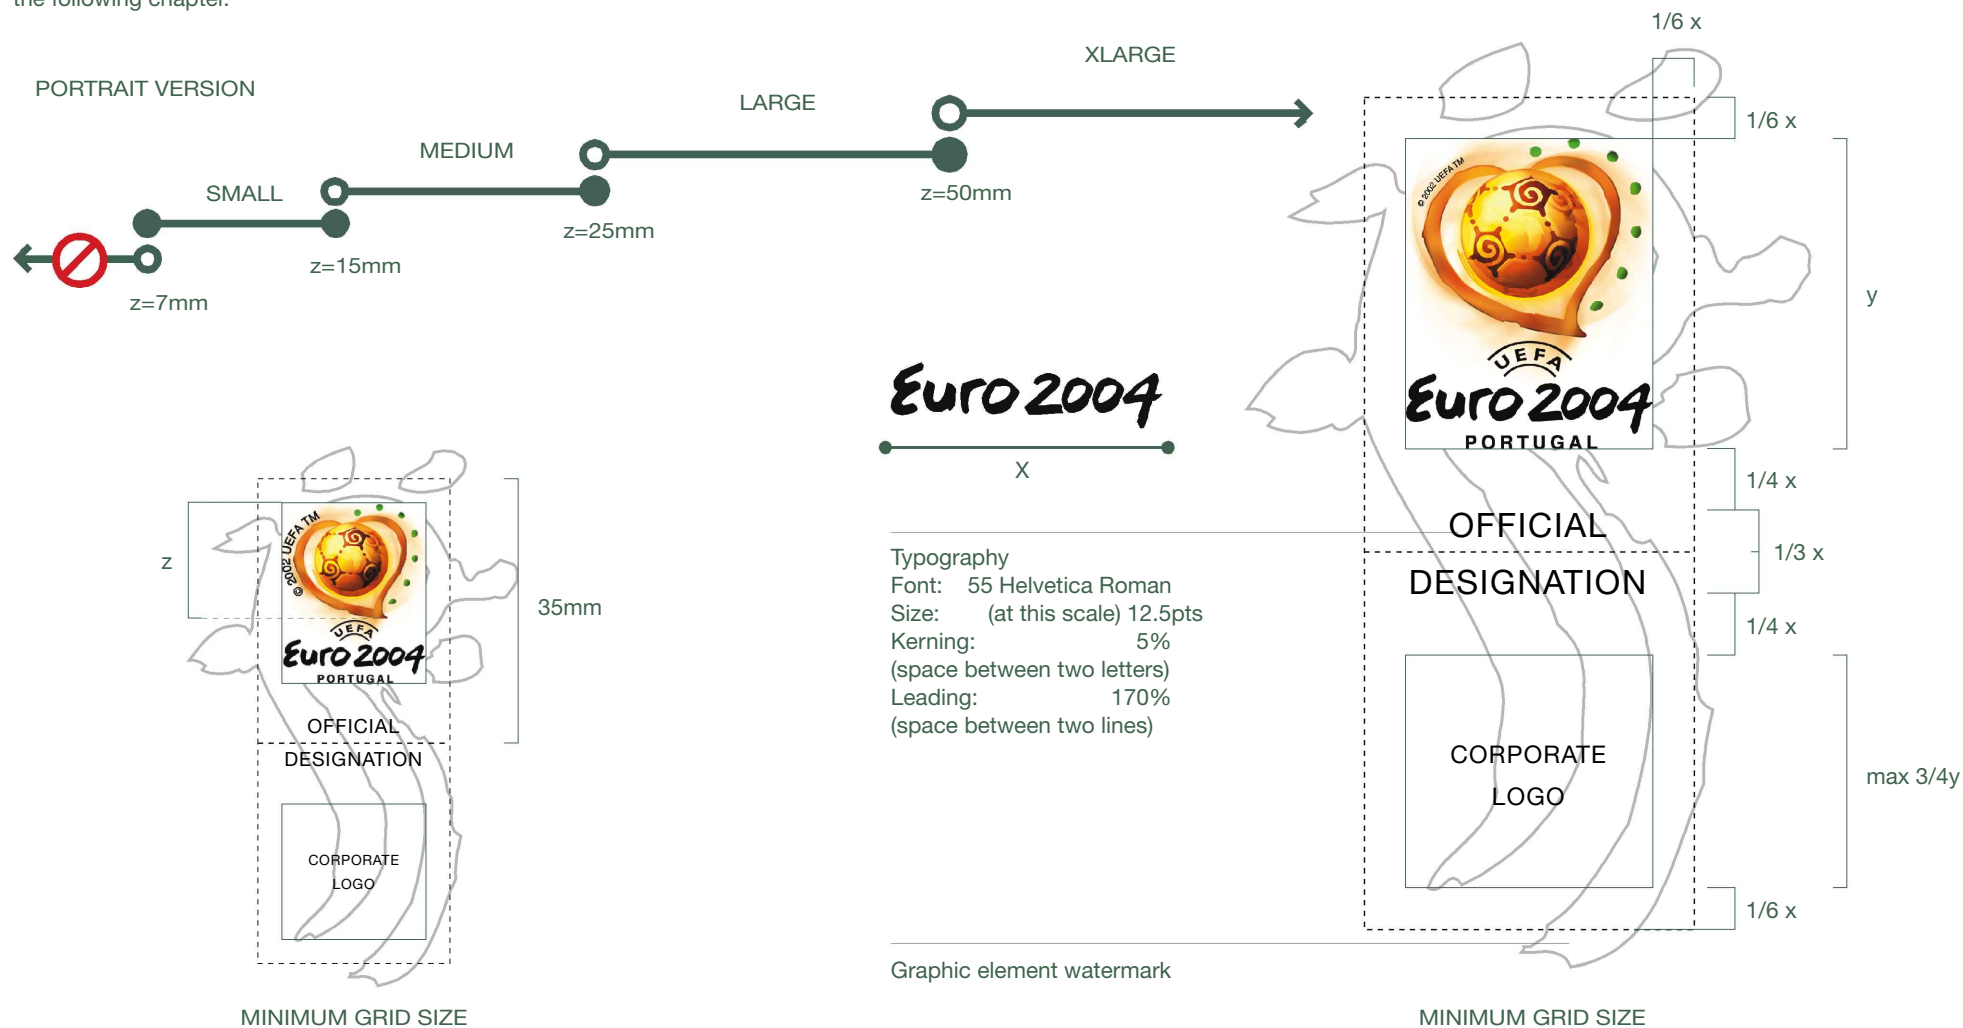 the following chapter.
PORTRAIT VERSION
SMALL
MEDIUM
LARGE
XLARGE
z=7mm
z=15mm
z=25mm
z=50mm
z
© 2002 UEFA TM
UEFA
Euro 2004
PORTUGAL
OFFICIAL
DESIGNATION
CORPORATE
LOGO
35mm
MINIMUM GRID SIZE
Euro 2004
X
Typography
Font: 55 Helvetica Roman
Size: (at this scale) 12.5pts
Kerning: 5%
(space between two letters)
Leading: 170%
(space between two lines)
Graphic element watermark
1/6 x
1/6 x
© 2002 UEFA TM
UEFA
Euro 2004
PORTUGAL
y
1/4 x
OFFICIAL
1/3 x
DESIGNATION
1/4 x
CORPORATE
LOGO
max 3/4y
1/6 x
MINIMUM GRID SIZE